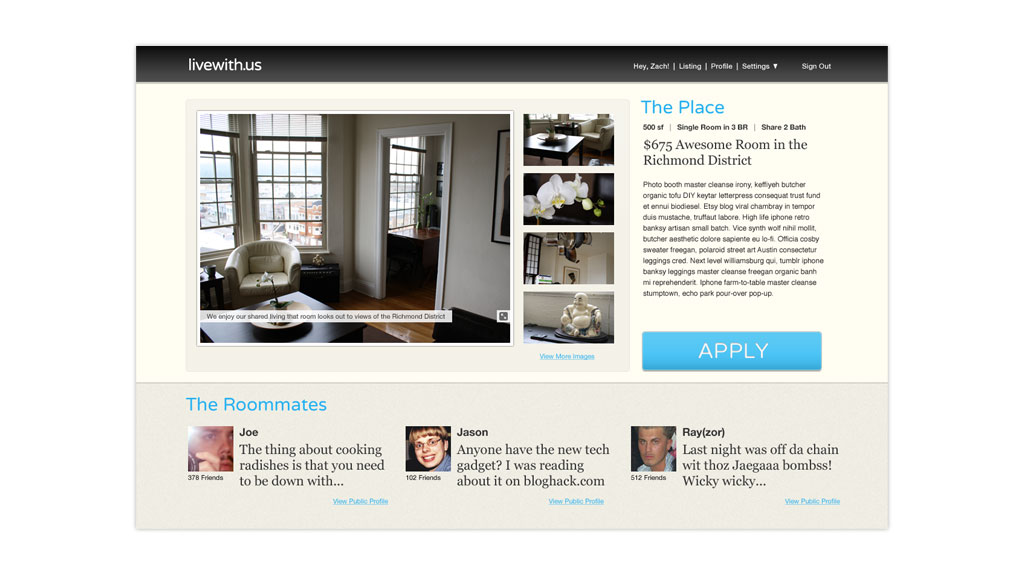 livewith.us
Hey, Zach! | Listing | Profile | Settings ▼ Sign Out
We enjoy our shared living that room looks out to views of the Richmond District
View More Images
The Place
500 sf | Single Room in 3 BR | Share 2 Bath
$675 Awesome Room in the
Richmond District
Photo booth master cleanse irony, keffiyeh butcher
organic tofu DIY keytar letterpress consequat trust fund
et ennui biodiesel. Etsy blog viral chambray in tempor
duis mustache, truffaut labore. High life iphone retro
banksy artisan small batch. Vice synth wolf nihil mollit,
butcher aesthetic dolore sapiente eu lo-fi. Officia cosby
sweater freegan, polaroid street art Austin consectetur
leggings cred. Next level williamsburg qui, tumblr iphone
banksy leggings master cleanse freegan organic banh
mi reprehenderit. Iphone farm-to-table master cleanse
stumptown, echo park pour-over pop-up.
APPLY
The Roommates
Joe
The thing about cooking
radishes is that you need
to be down with...
378 Friends
View Public Profile
Jason
Anyone have the new tech
gadget? I was reading
about it on bloghack.com
102 Friends
View Public Profile
Ray(zor)
Last night was off da chain
wit thoz Jaegaaa bombss!
Wicky wicky...
512 Friends
View Public Profile